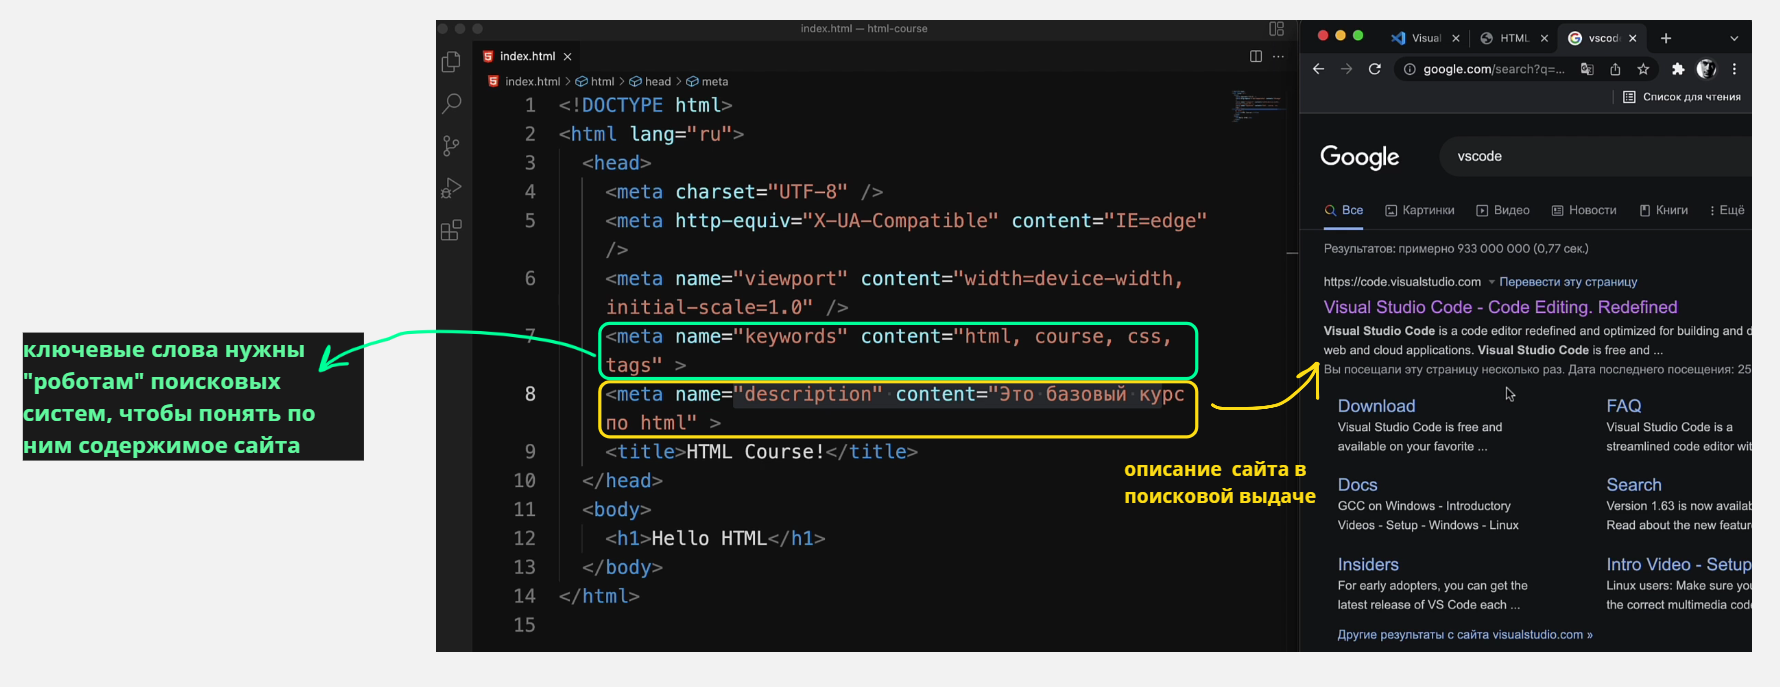 index.html — html-course
index.html
index.html > html > head > meta
1 <!DOCTYPE html>
2 <html lang="ru">
3 <head>
4 <meta charset="UTF-8" />
5 <meta http-equiv="X-UA-Compatible" content="IE=edge"
/>
6 <meta name="viewport" content="width=device-width,
initial-scale=1.0" />
7 <meta name="keywords" content="html, course, css,
tags" >
8 <meta name="description" content="Это базовый курс
по html" >
9 <title>HTML Course!</title>
10 </head>
11 <body>
12 <h1>Hello HTML</h1>
13 </body>
14 </html>
15
ключевые слова нужны
"роботам" поисковых
систем, чтобы понять по
ним содержимое сайта
описание сайта в
поисковой выдаче
Visual
HTML
vscod
google.com/search?q=...
Список для чтения
Google
vscode
Все Картинки Видео Новости Книги Ещё
Результатов: примерно 933 000 000 (0,77 сек.)
https://code.visualstudio.com Перевести эту страницу
Visual Studio Code - Code Editing. Redefined
Visual Studio Code is a code editor redefined and optimized for building and d
web and cloud applications. Visual Studio Code is free and ...
Вы посещали эту страницу несколько раз. Дата последнего посещения: 25
Download
Visual Studio Code is free and
available on your favorite ...
FAQ
Visual Studio Code is a
streamlined code editor wit
Docs
GCC on Windows - Introductory
Videos - Setup - Windows - Linux
Search
Version 1.63 is now availab
Read about the new featur
Insiders
For early adopters, you can get the
latest release of VS Code each ...
Intro Video - Setup
Linux users: Make sure you
the correct multimedia cod
Другие результаты с сайта visualstudio.com »